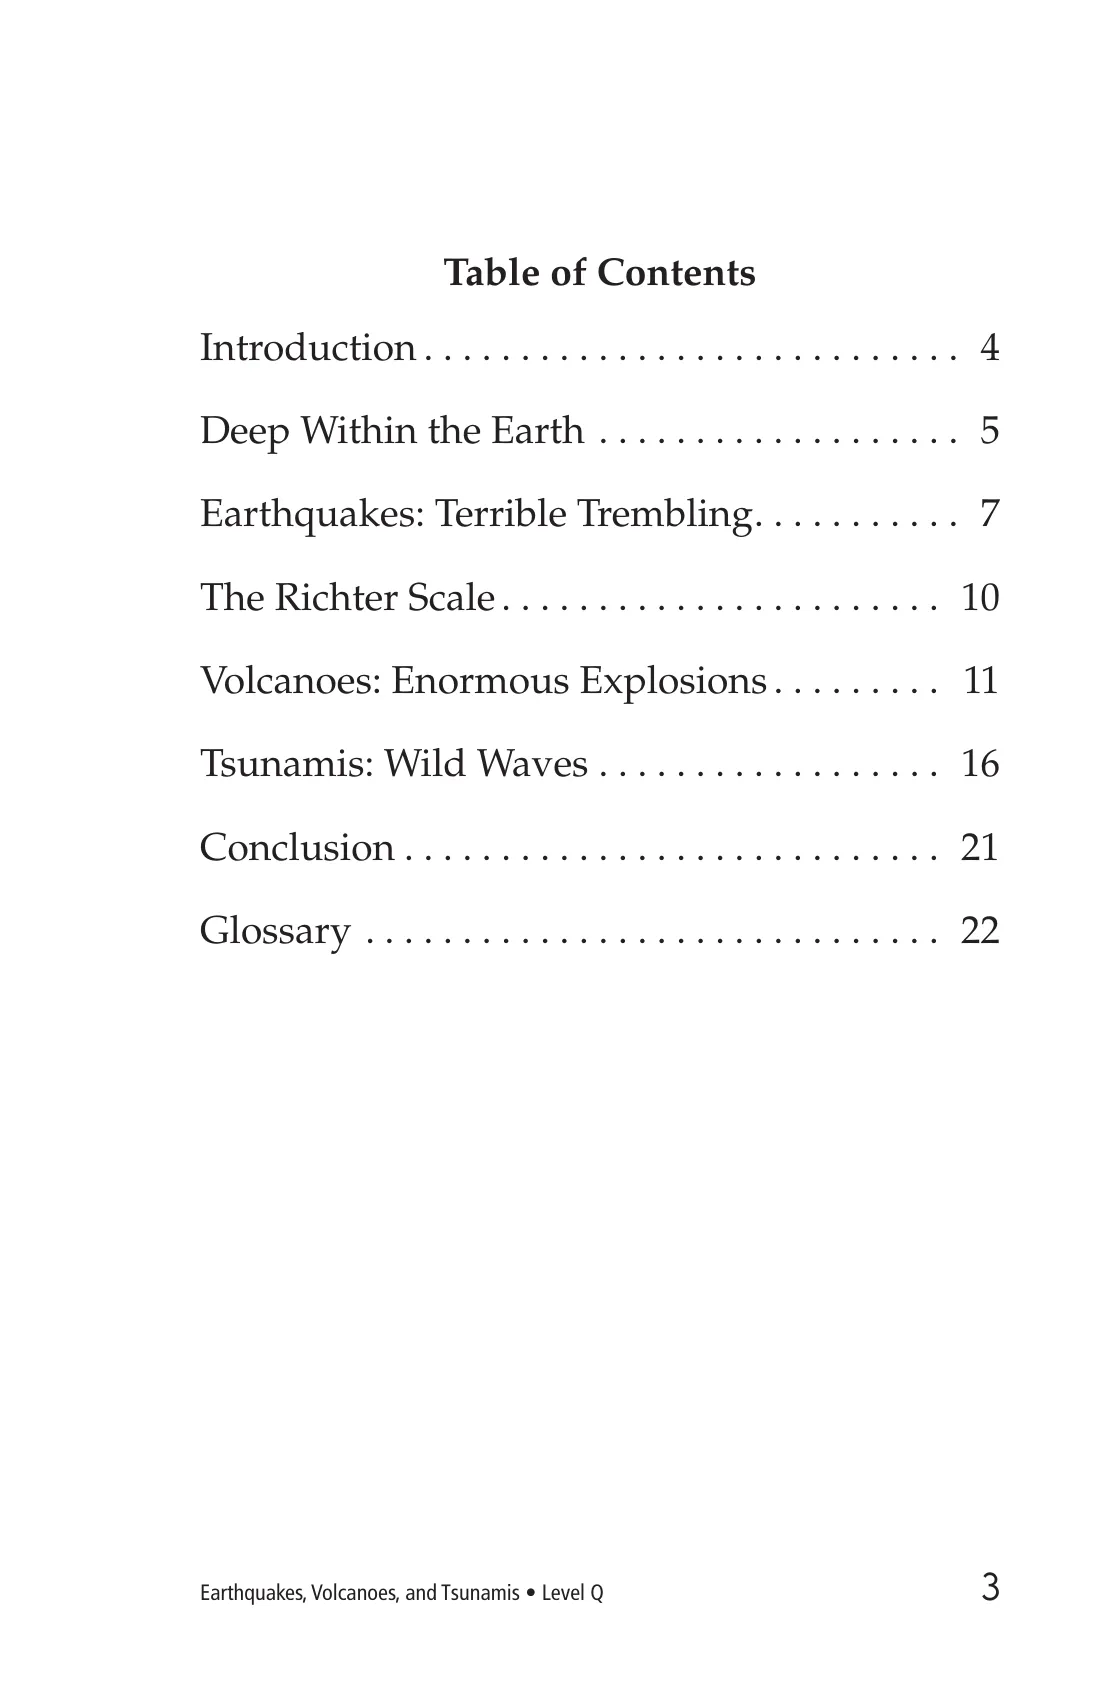 Table of Contents
Introduction . . . . . . . . . . . . . . . . . . . . . . . . . . . . 4
Deep Within the Earth . . . . . . . . . . . . . . . . . . . 5
Earthquakes: Terrible Trembling. . . . . . . . . . . 7
The Richter Scale . . . . . . . . . . . . . . . . . . . . . . . 10
Volcanoes: Enormous Explosions . . . . . . . . . 11
Tsunamis: Wild Waves . . . . . . . . . . . . . . . . . . 16
Conclusion . . . . . . . . . . . . . . . . . . . . . . . . . . . . 21
Glossary . . . . . . . . . . . . . . . . . . . . . . . . . . . . . . 22
Earthquakes, Volcanoes, and Tsunamis • Level Q 3